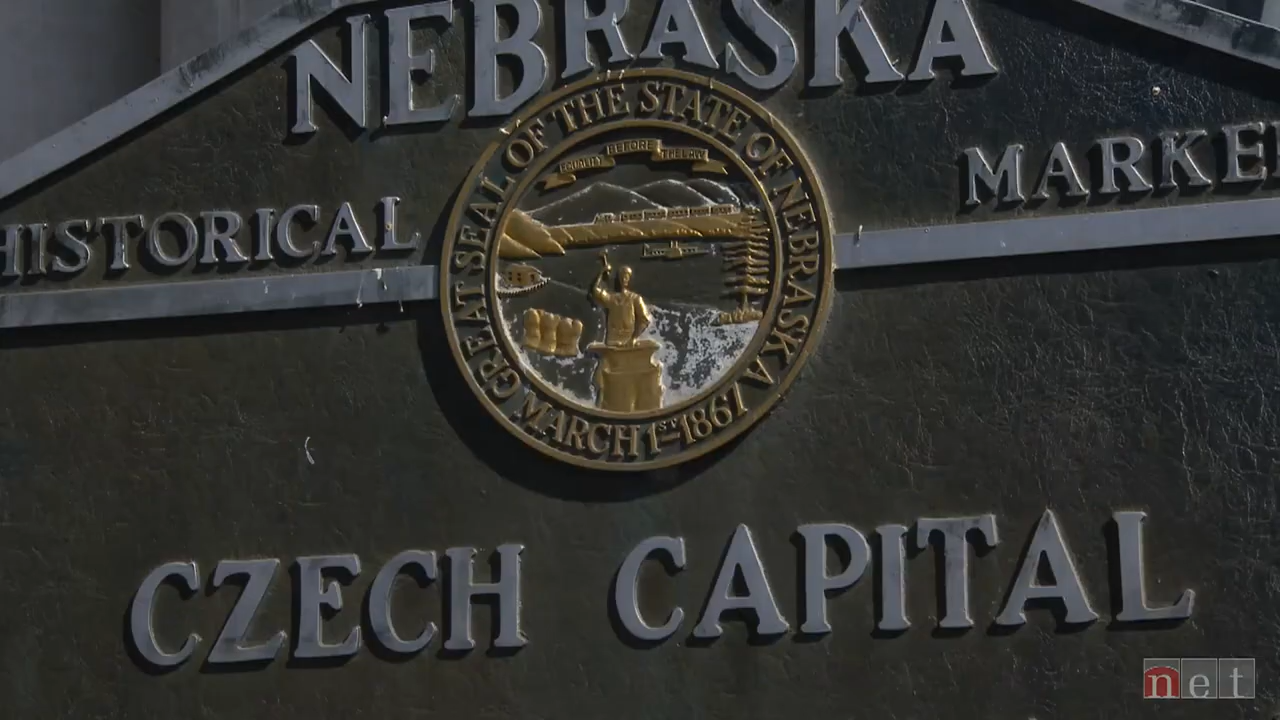 NEBRASKA
HISTORICAL MARKE
GREAT SEAL OF THE STATE OF NEBRASKA
EQUALITY BEFORE THE LAW
MARCH 1ST 1867
CZECH CAPITAL
net